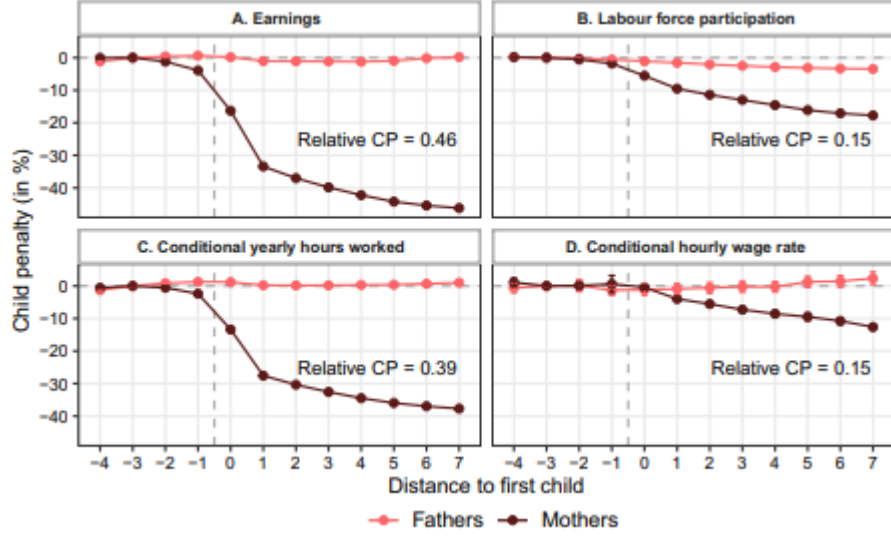 A. Earnings
B. Labour force participation
0
−10
−20
−30
−40
Relative CP = 0.46
Relative CP = 0.15
Child penalty (in %)
C. Conditional yearly hours worked
D. Conditional hourly wage rate
0
−10
−20
−30
−40
Relative CP = 0.39
Relative CP = 0.15
−4 −3 −2 −1 0 1 2 3 4 5 6 7
−4 −3 −2 −1 0 1 2 3 4 5 6 7
Distance to first child
Fathers Mothers